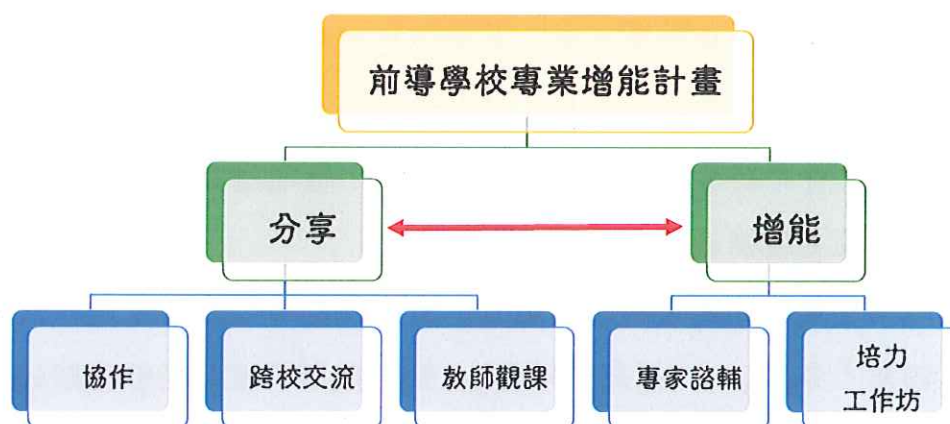 前導學校專業增能計畫
分享
增能
協作
跨校交流
教師觀課
專家諮輔
培力
工作坊